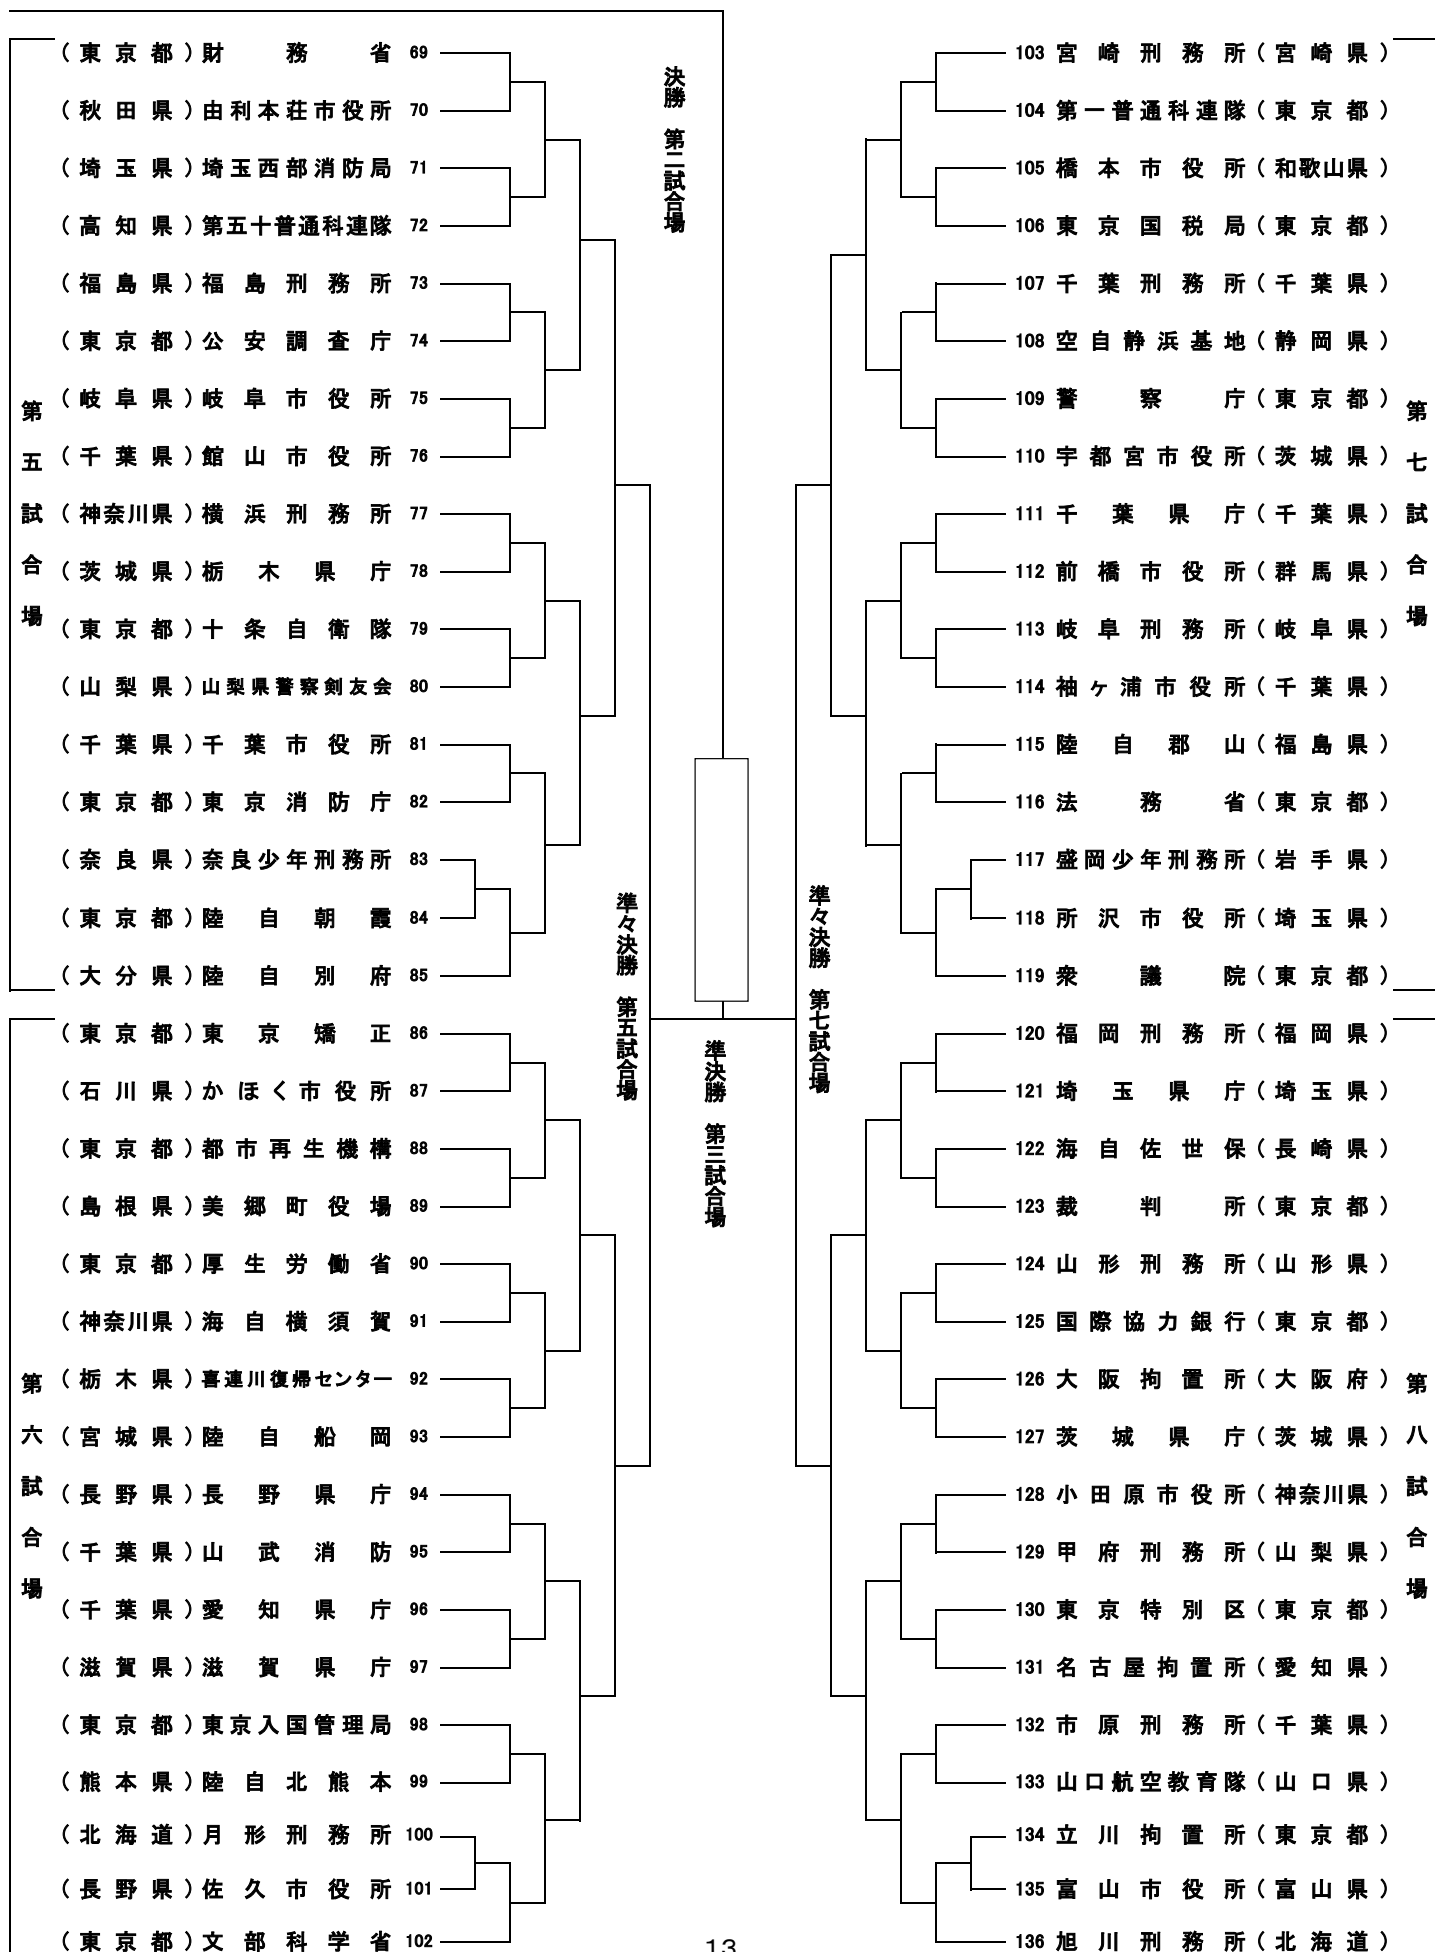 決勝　第二試合場
第五試合場
（東京都）財務省 69
（秋田県）由利本荘市役所 70
（埼玉県）埼玉西部消防局 71
（高知県）第五十普通科連隊 72
（福島県）福島刑務所 73
（東京都）公安調査庁 74
（岐阜県）岐阜市役所 75
（千葉県）館山市役所 76
（神奈川県）横浜刑務所 77
（茨城県）栃木県庁 78
（東京都）十条自衛隊 79
（山梨県）山梨県警察剣友会 80
（千葉県）千葉市役所 81
（東京都）東京消防庁 82
（奈良県）奈良少年刑務所 83
（東京都）陸自朝霞 84
（大分県）陸自別府 85
第六試合場
（東京都）東京矯正 86
（石川県）かほく市役所 87
（東京都）都市再生機構 88
（島根県）美郷町役場 89
（東京都）厚生労働省 90
（神奈川県）海自横須賀 91
（栃木県）喜連川復帰センター 92
（宮城県）陸自船岡 93
（長野県）長野県庁 94
（千葉県）山武消防 95
（千葉県）愛知県庁 96
（滋賀県）滋賀県庁 97
（東京都）東京入国管理局 98
（熊本県）陸自北熊本 99
（北海道）月形刑務所 100
（長野県）佐久市役所 101
（東京都）文部科学省 102
準々決勝　第五試合場
準決勝　第三試合場
準々決勝　第七試合場
103 宮崎刑務所（宮崎県）
104 第一普通科連隊（東京都）
105 橋本市役所（和歌山県）
106 東京国税局（東京都）
107 千葉刑務所（千葉県）
108 空自静浜基地（静岡県）
109 警察庁（東京都）
110 宇都宮市役所（茨城県）
111 千葉県庁（千葉県）
112 前橋市役所（群馬県）
113 岐阜刑務所（岐阜県）
114 袖ヶ浦市役所（千葉県）
115 陸自郡山（福島県）
116 法務省（東京都）
117 盛岡少年刑務所（岩手県）
118 所沢市役所（埼玉県）
119 衆議院（東京都）
第七試合場
120 福岡刑務所（福岡県）
121 埼玉県庁（埼玉県）
122 海自佐世保（長崎県）
123 裁判所（東京都）
124 山形刑務所（山形県）
125 国際協力銀行（東京都）
126 大阪拘置所（大阪府）
127 茨城県庁（茨城県）
128 小田原市役所（神奈川県）
129 甲府刑務所（山梨県）
130 東京特別区（東京都）
131 名古屋拘置所（愛知県）
132 市原刑務所（千葉県）
133 山口航空教育隊（山口県）
134 立川拘置所（東京都）
135 富山市役所（富山県）
136 旭川刑務所（北海道）
第八試合場
13